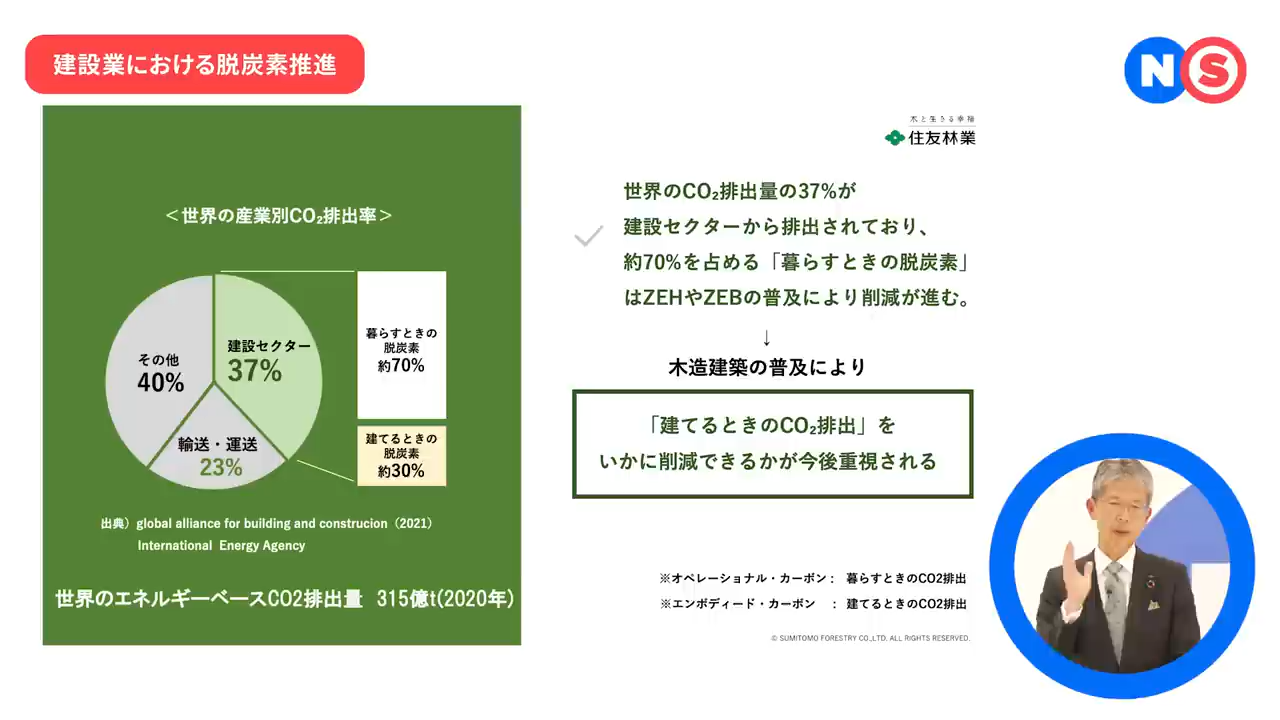 建設業における脱炭素推進
NS
＜世界の産業別CO₂排出率＞
建設セクター
37%
その他
40%
輸送・運送
23%
暮らすときの
脱炭素
約70%
建てるときの
脱炭素
約30%
出典）global alliance for building and construcion（2021）
International Energy Agency
世界のエネルギーベースCO2排出量 315億t(2020年)
木と生きる幸福
住友林業
世界のCO₂排出量の37%が
建設セクターから排出されており、
約70%を占める「暮らすときの脱炭素」
はZEHやZEBの普及により削減が進む。
↓
木造建築の普及により
「建てるときのCO₂排出」を
いかに削減できるかが今後重視される
※オペレーショナル・カーボン： 暮らすときのCO2排出
※エンボディード・カーボン ： 建てるときのCO2排出
© SUMITOMO FORESTRY CO.,LTD. ALL RIGHTS RESERVED.